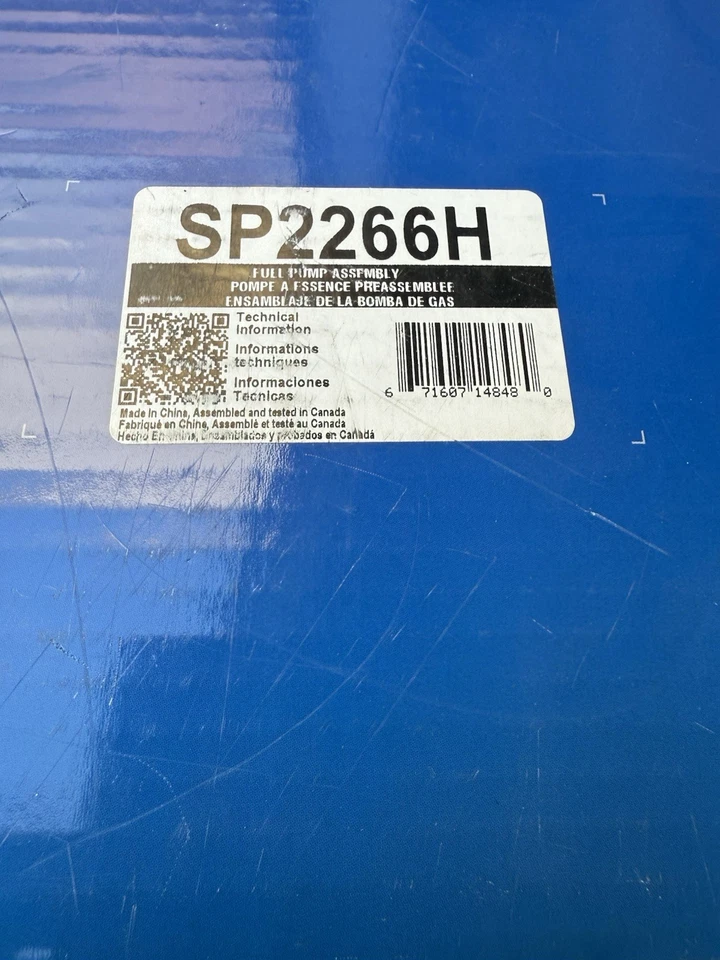 SP2266H
FULL PUMP ASSEMBLY
POMPE A ESSENCE PREASSEMBLEE
ENSAMBLAJE DE LA BOMBA DE GAS
Technical
Information
Informations
techniques
Informaciones
Técnicas
6 71607 14848 0
Made in China, Assembled and tested in Canada
Fabriqué en Chine, Assemblé et testé au Canada
Hecho En China, Ensamblados y probados en Canadá